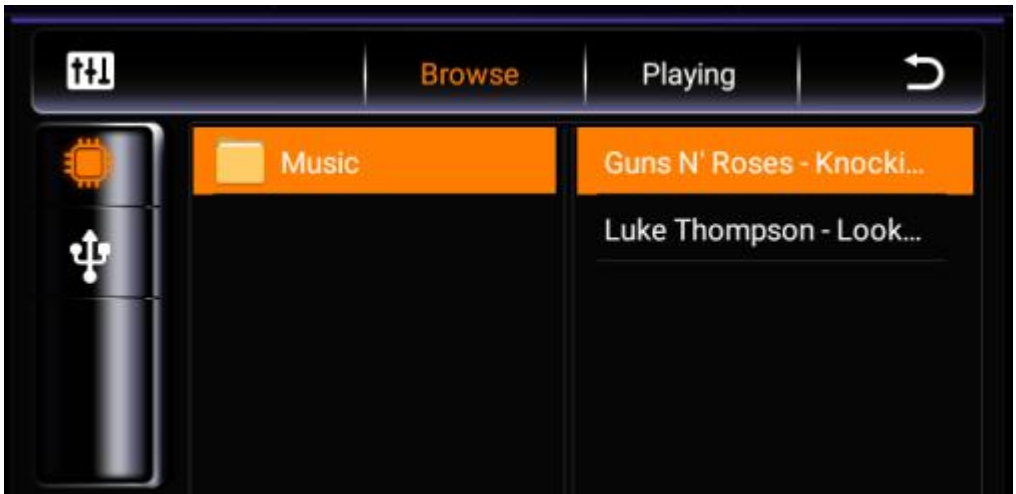 Browse
Playing
Music
Guns N' Roses - Knocki...
Luke Thompson - Look...